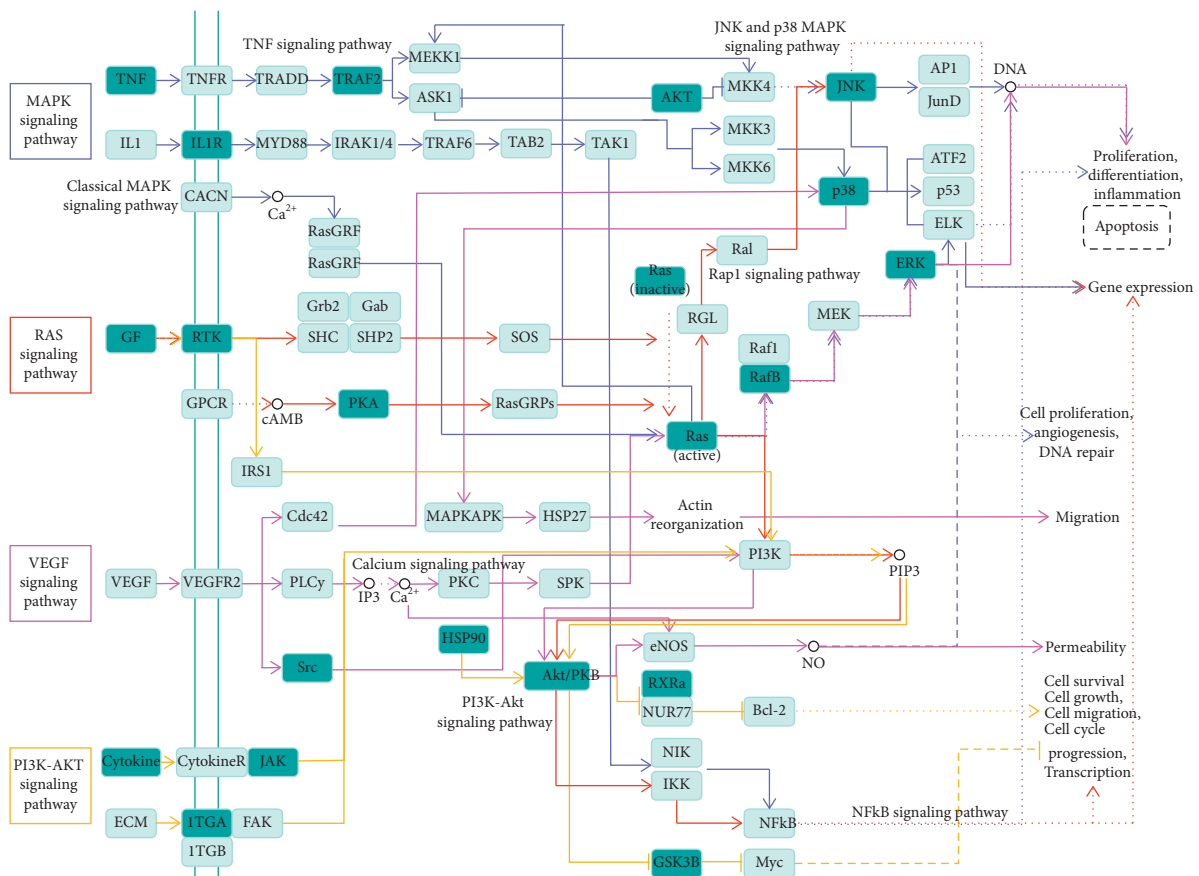 JNK and p38 MAPK
signaling pathway
TNF signaling pathway
MEKK1
AP1
DNA
TNF
TNFR
TRADD
TRAF2
MKK4
JNK
MAPK
signaling
pathway
ASK1
AKT
JunD
IL1
IL1R
MYD88
IRAK1/4
TRAF6
TAB2
TAK1
MKK3
MKK6
ATF2
p53
ELK
p38
Proliferation,
differentiation,
inflammation
Apoptosis
Classical MAPK
signaling pathway
CACN
Ca2+
RasGRF
RasGRF
Ral
Rap1 signaling pathway
ERK
Ras
(inactive)
Gene expression
RAS
signaling
pathway
GF
RTK
Grb2
Gab
SHC
SHP2
SOS
RGL
MEK
Raf1
RafB
GPCR
cAMB
PKA
RasGRPs
Ras
(active)
Cell proliferation,
angiogenesis,
DNA repair
IRS1
Cdc42
MAPKAPK
HSP27
Actin
reorganization
Migration
VEGF
signaling
pathway
VEGF
VEGFR2
PLCy
IP3
Calcium signaling pathway
Ca2+
PKC
SPK
PI3K
PIP3
HSP90
Src
Akt/PKB
eNOS
NO
Permeability
PI3K-Akt
signaling pathway
RXRa
NUR77
Bcl-2
Cell survival
Cell growth,
Cell migration,
Cell cycle
progression,
Transcription
PI3K-AKT
signaling
pathway
Cytokine
CytokineR
JAK
NIK
IKK
ECM
1TGA
FAK
1TGB
NFkB
NFkB signaling pathway
GSK3B
Myc